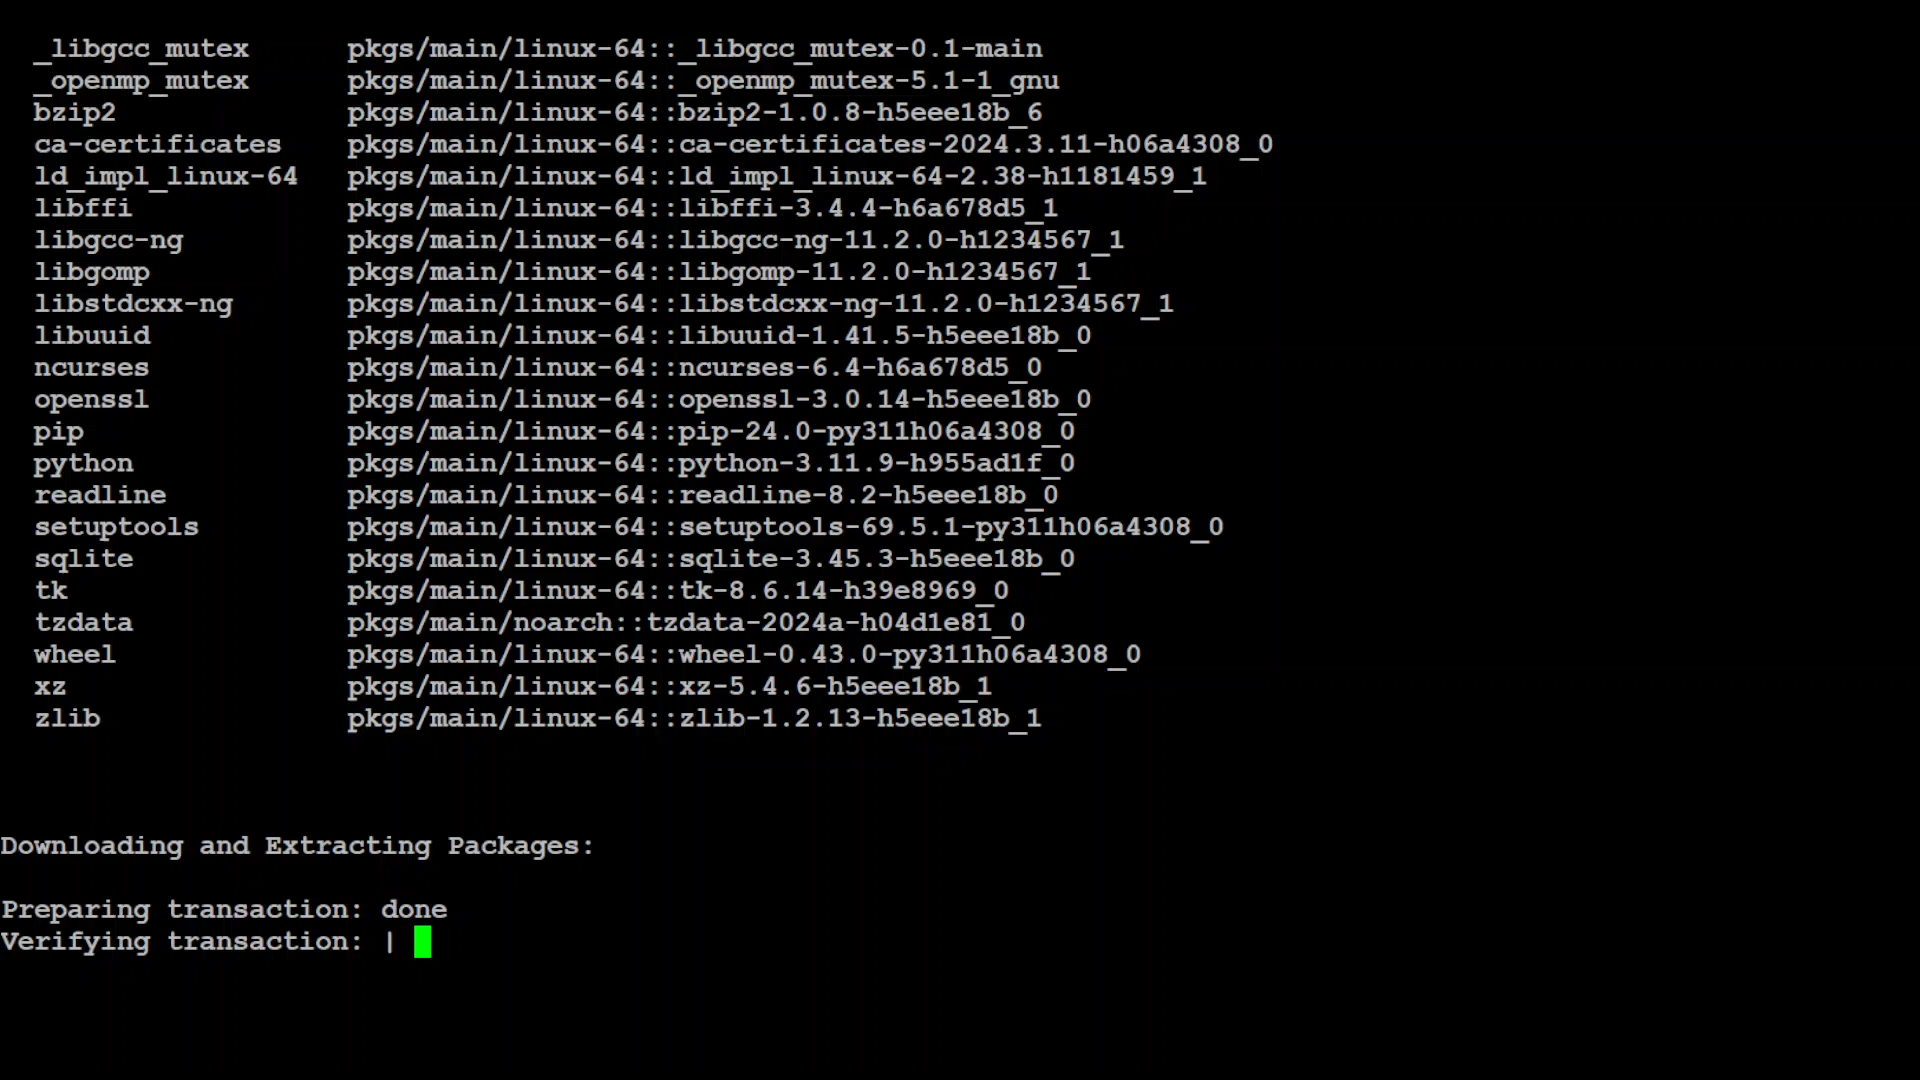 _libgcc_mutex      pkgs/main/linux-64::_libgcc_mutex-0.1-main
_openmp_mutex      pkgs/main/linux-64::_openmp_mutex-5.1-1_gnu
bzip2              pkgs/main/linux-64::bzip2-1.0.8-h5eee18b_6
ca-certificates    pkgs/main/linux-64::ca-certificates-2024.3.11-h06a4308_0
ld_impl_linux-64   pkgs/main/linux-64::ld_impl_linux-64-2.38-h1181459_1
libffi             pkgs/main/linux-64::libffi-3.4.4-h6a678d5_1
libgcc-ng          pkgs/main/linux-64::libgcc-ng-11.2.0-h1234567_1
libgomp            pkgs/main/linux-64::libgomp-11.2.0-h1234567_1
libstdcxx-ng       pkgs/main/linux-64::libstdcxx-ng-11.2.0-h1234567_1
libuuid            pkgs/main/linux-64::libuuid-1.41.5-h5eee18b_0
ncurses            pkgs/main/linux-64::ncurses-6.4-h6a678d5_0
openssl            pkgs/main/linux-64::openssl-3.0.14-h5eee18b_0
pip                pkgs/main/linux-64::pip-24.0-py311h06a4308_0
python             pkgs/main/linux-64::python-3.11.9-h955ad1f_0
readline           pkgs/main/linux-64::readline-8.2-h5eee18b_0
setuptools         pkgs/main/linux-64::setuptools-69.5.1-py311h06a4308_0
sqlite             pkgs/main/linux-64::sqlite-3.45.3-h5eee18b_0
tk                 pkgs/main/linux-64::tk-8.6.14-h39e8969_0
tzdata             pkgs/main/noarch::tzdata-2024a-h04d1e81_0
wheel              pkgs/main/linux-64::wheel-0.43.0-py311h06a4308_0
xz                 pkgs/main/linux-64::xz-5.4.6-h5eee18b_1
zlib               pkgs/main/linux-64::zlib-1.2.13-h5eee18b_1
Downloading and Extracting Packages:
Preparing transaction: done
Verifying transaction: |